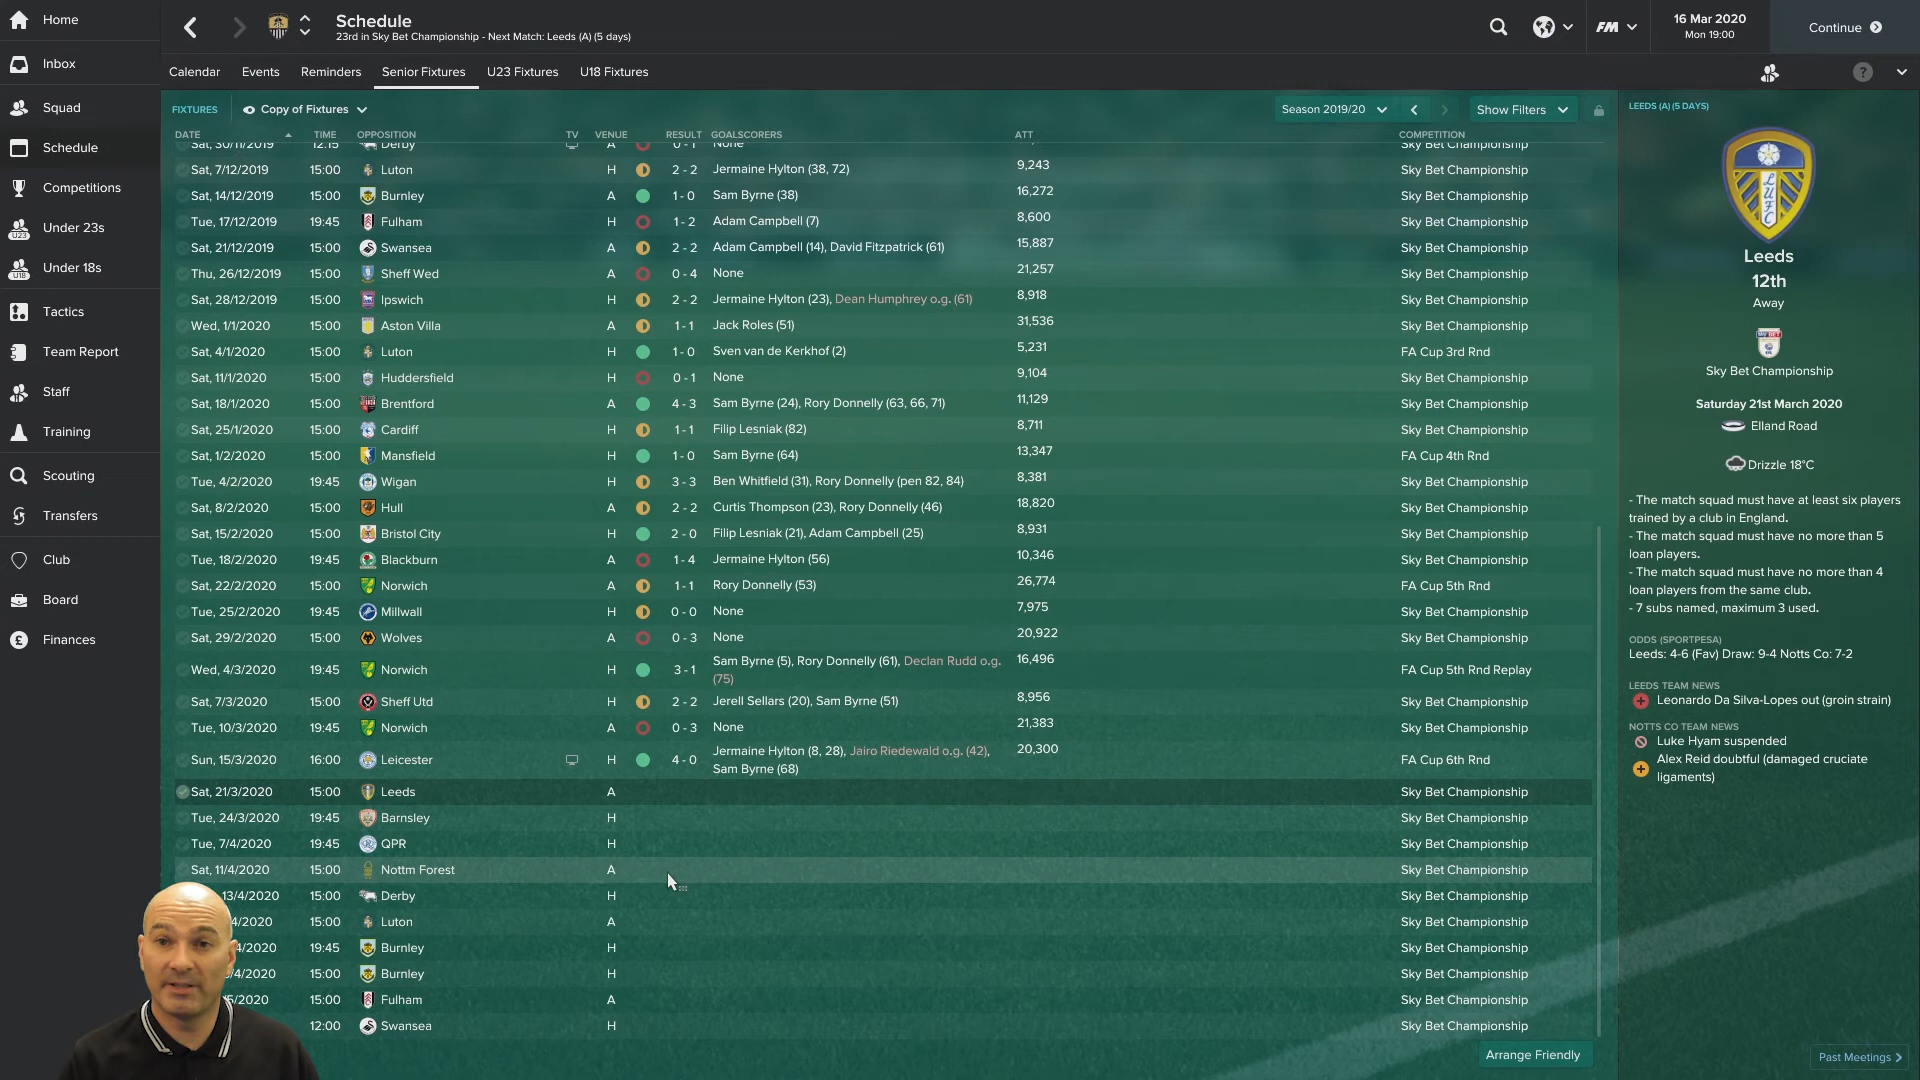 Home
Inbox
Squad
Schedule
Competitions
Under 23s
Under 18s
Tactics
Team Report
Staff
Training
Scouting
Transfers
Club
Board
Finances
Schedule
23rd in Sky Bet Championship - Next Match: Leeds (A) (5 days)
FM
16 Mar 2020
Mon 19:00
Continue
Calendar Events Reminders Senior Fixtures U23 Fixtures U18 Fixtures
FIXTURES Copy of Fixtures Season 2019/20 Show Filters
DATE TIME OPPOSITION TV VENUE RESULT GOALSCORERS ATT COMPETITION
Sat, 30/11/2019 12:15 Derby A 0 - 1 None Sky Bet Championship
Sat, 7/12/2019 15:00 Luton H 2 - 2 Jermaine Hylton (38, 72) 9,243 Sky Bet Championship
Sat, 14/12/2019 15:00 Burnley A 1 - 0 Sam Byrne (38) 16,272 Sky Bet Championship
Tue, 17/12/2019 19:45 Fulham H 1 - 2 Adam Campbell (7) 8,600 Sky Bet Championship
Sat, 21/12/2019 15:00 Swansea A 2 - 2 Adam Campbell (14), David Fitzpatrick (61) 15,887 Sky Bet Championship
Thu, 26/12/2019 15:00 Sheff Wed A 0 - 4 None 21,257 Sky Bet Championship
Sat, 28/12/2019 15:00 Ipswich H 2 - 2 Jermaine Hylton (23), Dean Humphrey o.g. (61) 8,918 Sky Bet Championship
Wed, 1/1/2020 15:00 Aston Villa A 1 - 1 Jack Roles (51) 31,536 Sky Bet Championship
Sat, 4/1/2020 15:00 Luton H 1 - 0 Sven van de Kerkhof (2) 5,231 FA Cup 3rd Rnd
Sat, 11/1/2020 15:00 Huddersfield H 0 - 1 None 9,104 Sky Bet Championship
Sat, 18/1/2020 15:00 Brentford A 4 - 3 Sam Byrne (24), Rory Donnelly (63, 66, 71) 11,129 Sky Bet Championship
Sat, 25/1/2020 15:00 Cardiff H 1 - 1 Filip Lesniak (82) 8,711 Sky Bet Championship
Sat, 1/2/2020 15:00 Mansfield H 1 - 0 Sam Byrne (64) 13,347 FA Cup 4th Rnd
Tue, 4/2/2020 19:45 Wigan H 3 - 3 Ben Whitfield (31), Rory Donnelly (pen 82, 84) 8,381 Sky Bet Championship
Sat, 8/2/2020 15:00 Hull A 2 - 2 Curtis Thompson (23), Rory Donnelly (46) 18,820 Sky Bet Championship
Sat, 15/2/2020 15:00 Bristol City H 2 - 0 Filip Lesniak (21), Adam Campbell (25) 8,931 Sky Bet Championship
Tue, 18/2/2020 19:45 Blackburn A 1 - 4 Jermaine Hylton (56) 10,346 Sky Bet Championship
Sat, 22/2/2020 15:00 Norwich A 1 - 1 Rory Donnelly (53) 26,774 FA Cup 5th Rnd
Tue, 25/2/2020 19:45 Millwall H 0 - 0 None 7,975 Sky Bet Championship
Sat, 29/2/2020 15:00 Wolves A 0 - 3 None 20,922 Sky Bet Championship
Wed, 4/3/2020 19:45 Norwich H 3 - 1 Sam Byrne (5), Rory Donnelly (61), Declan Rudd o.g. 16,496 FA Cup 5th Rnd Replay
(75)
Sat, 7/3/2020 15:00 Sheff Utd H 2 - 2 Jerell Sellars (20), Sam Byrne (51) 8,956 Sky Bet Championship
Tue, 10/3/2020 19:45 Norwich A 0 - 3 None 21,383 Sky Bet Championship
Sun, 15/3/2020 16:00 Leicester H 4 - 0 Jermaine Hylton (8, 28), Jairo Riedewald o.g. (42), 20,300 FA Cup 6th Rnd
Sam Byrne (68)
Sat, 21/3/2020 15:00 Leeds A Sky Bet Championship
Tue, 24/3/2020 19:45 Barnsley H Sky Bet Championship
Tue, 7/4/2020 19:45 QPR H Sky Bet Championship
Sat, 11/4/2020 15:00 Nottm Forest A Sky Bet Championship
13/4/2020 15:00 Derby H Sky Bet Championship
4/2020 15:00 Luton A Sky Bet Championship
4/2020 19:45 Burnley H Sky Bet Championship
/4/2020 15:00 Burnley H Sky Bet Championship
5/2020 15:00 Fulham A Sky Bet Championship
12:00 Swansea H Sky Bet Championship
Arrange Friendly
LEEDS (A) (5 DAYS)
LUFC
Leeds
12th
Away
Sky Bet Championship
Saturday 21st March 2020
Elland Road
Drizzle 18°C
- The match squad must have at least six players
trained by a club in England.
- The match squad must have no more than 5
loan players.
- The match squad must have no more than 4
loan players from the same club.
- 7 subs named, maximum 3 used.
ODDS (SPORTPESA)
Leeds: 4-6 (Fav) Draw: 9-4 Notts Co: 7-2
LEEDS TEAM NEWS
Leonardo Da Silva-Lopes out (groin strain)
NOTTS CO TEAM NEWS
Luke Hyam suspended
Alex Reid doubtful (damaged cruciate
ligaments)
Past Meetings